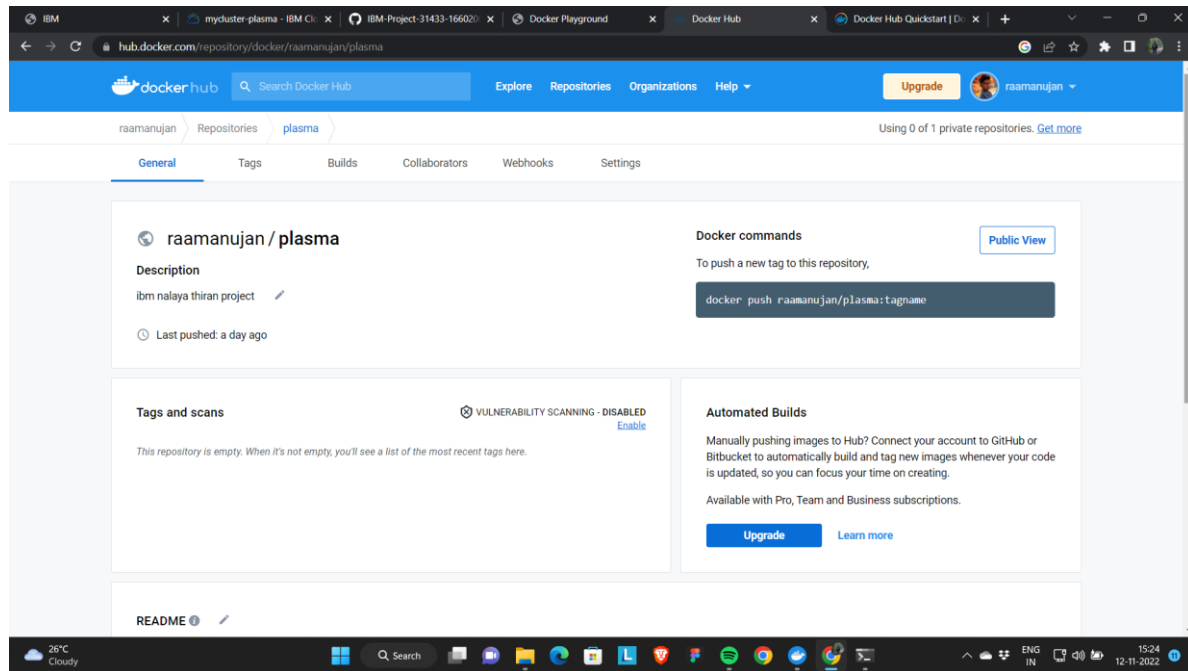 IBM
mycluster-plasma - IBM Clo
IBM-Project-31433-166020
Docker Playground
Docker Hub
Docker Hub Quickstart | Do
hub.docker.com/repository/docker/raamanujan/plasma
docker hub
Search Docker Hub
Explore Repositories Organizations Help
Upgrade
raamanujan
raamanujan Repositories plasma
Using 0 of 1 private repositories. Get more
General Tags Builds Collaborators Webhooks Settings
raamanujan / plasma
Description
ibm nalaya thiran project
Last pushed: a day ago
Docker commands
Public View
To push a new tag to this repository,
docker push raamanujan/plasma:tagname
Tags and scans
VULNERABILITY SCANNING - DISABLED
Enable
This repository is empty. When it's not empty, you'll see a list of the most recent tags here.
Automated Builds
Manually pushing images to Hub? Connect your account to GitHub or
Bitbucket to automatically build and tag new images whenever your code
is updated, so you can focus your time on creating.
Available with Pro, Team and Business subscriptions.
Upgrade Learn more
README
26°C
Cloudy
Search
ENG
IN
15:24
12-11-2022
11